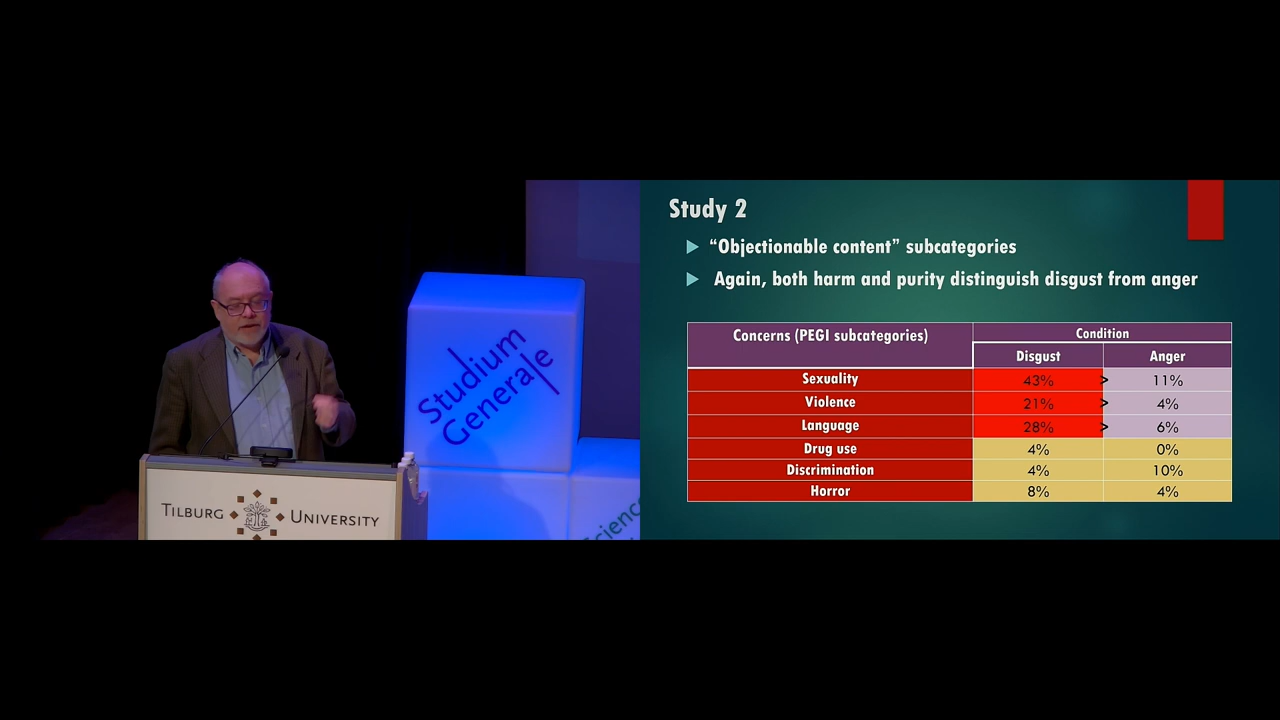 Studium
Generale
TILBURG UNIVERSITY
Scienc
Study 2
"Objectionable content" subcategories
Again, both harm and purity distinguish disgust from anger
Concerns (PEGI subcategories) Condition
Disgust Anger
Sexuality 43% > 11%
Violence 21% > 4%
Language 28% > 6%
Drug use 4% 0%
Discrimination 4% 10%
Horror 8% 4%